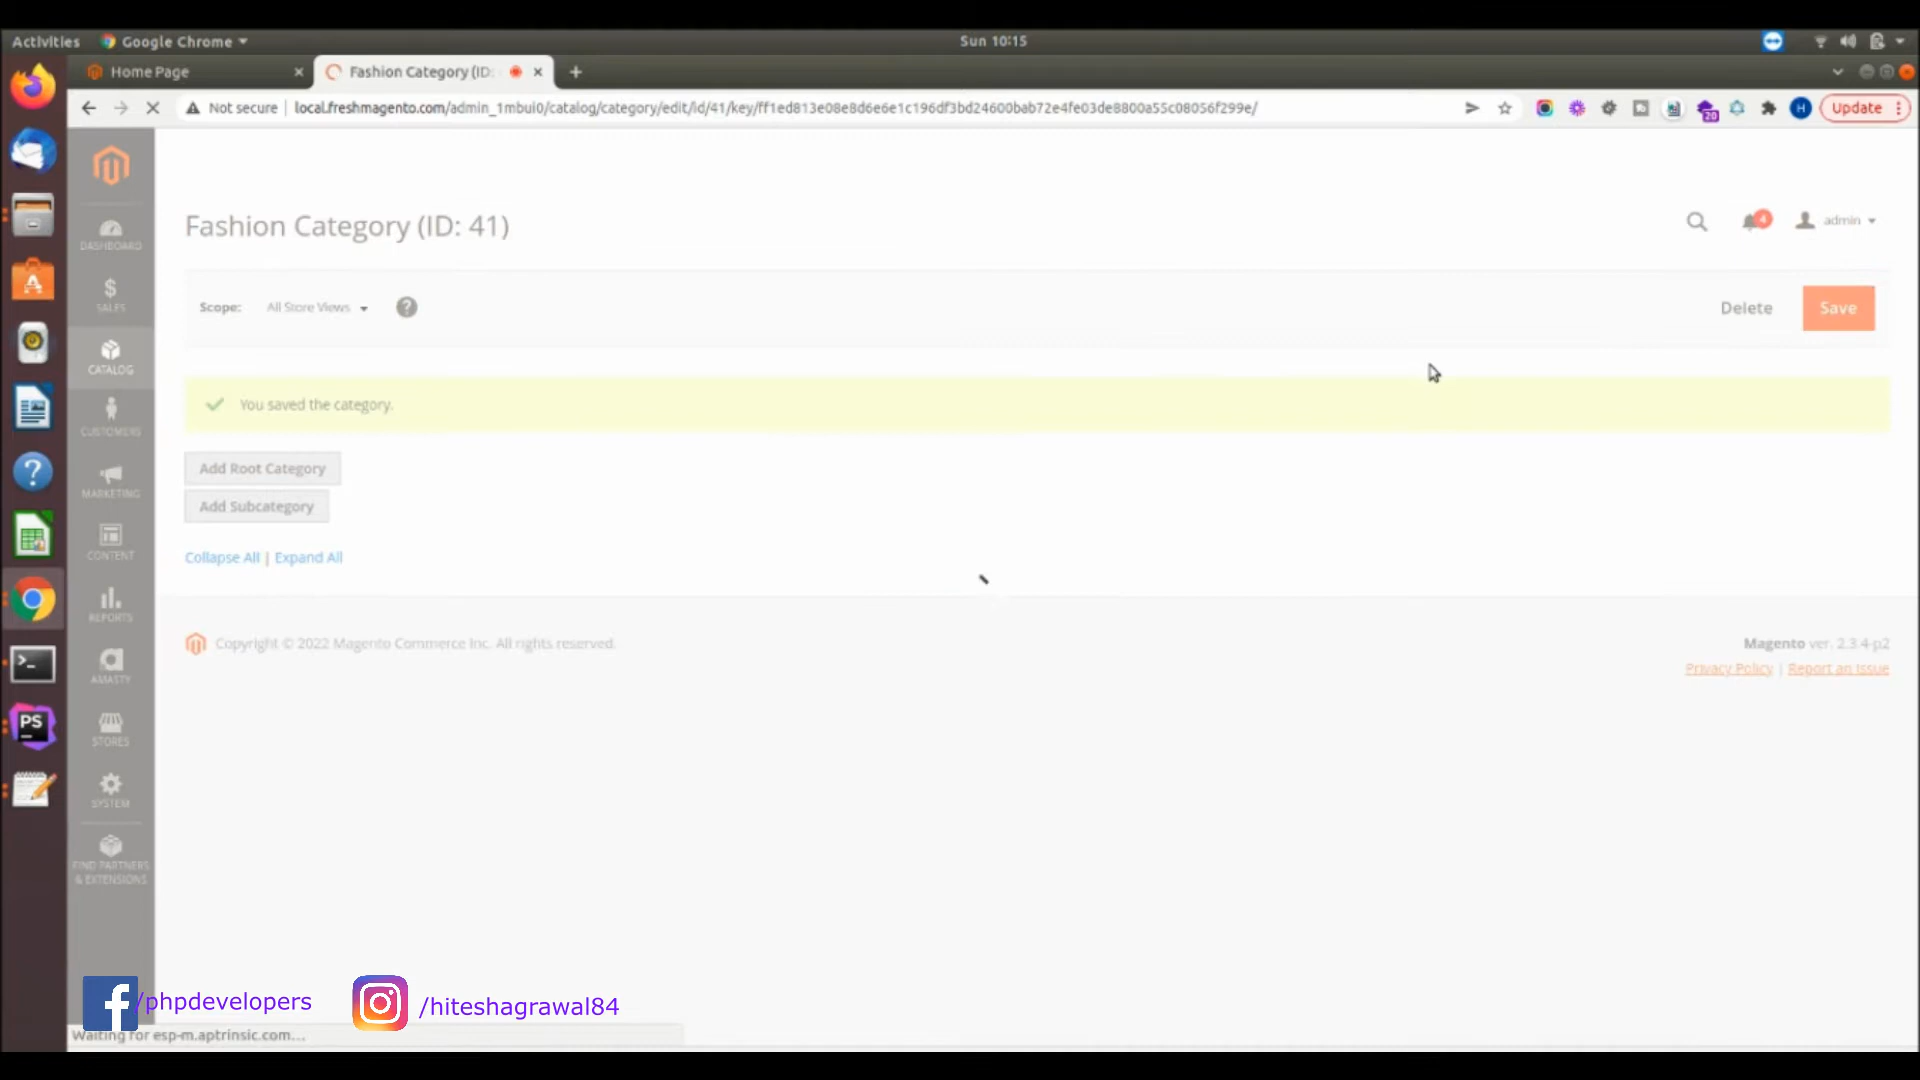 Activities
Google Chrome
Sun 10:15
Home Page
Fashion Category (ID:
Not secure
local.freshmagento.com/admin_1mbui0/catalog/category/edit/id/41/key/ff1ed813e08e8d6e6e1c196df3bd24600bab72e4fe03de8800a55c08056f299e/
20
H
Update
Fashion Category (ID: 41)
4
admin
Scope:
All Store Views
?
Delete
Save
You saved the category.
Add Root Category
Add Subcategory
Collapse All | Expand All
Copyright © 2022 Magento Commerce Inc. All rights reserved.
Magento ver. 2.3.4-p2
Privacy Policy | Report an Issue
DASHBOARD
SALES
CATALOG
CUSTOMERS
MARKETING
CONTENT
REPORTS
AMASTY
STORES
SYSTEM
FIND PARTNERS
& EXTENSIONS
PS
/phpdevelopers
/hiteshagrawal84
Waiting for esp-m.aptrinsic.com...